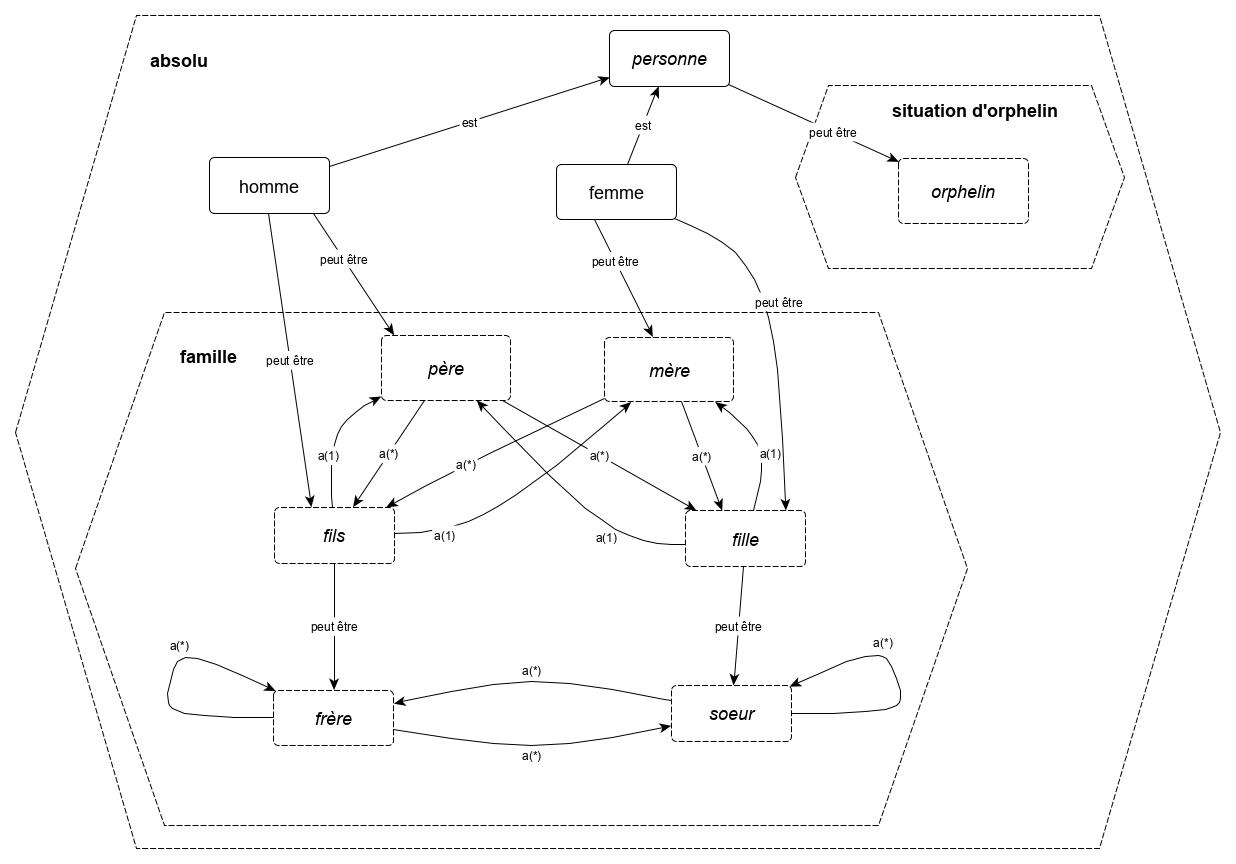 absolu
personne
situation d'orphelin
est
est
peut être
homme
femme
orphelin
peut être
peut être
peut être
famille
peut être
père
mère
a(1)
a(*)
a(*)
a(*)
a(*)
a(1)
fils
a(1)
a(1)
fille
peut être
peut être
a(*)
a(*)
a(*)
frère
soeur
a(*)